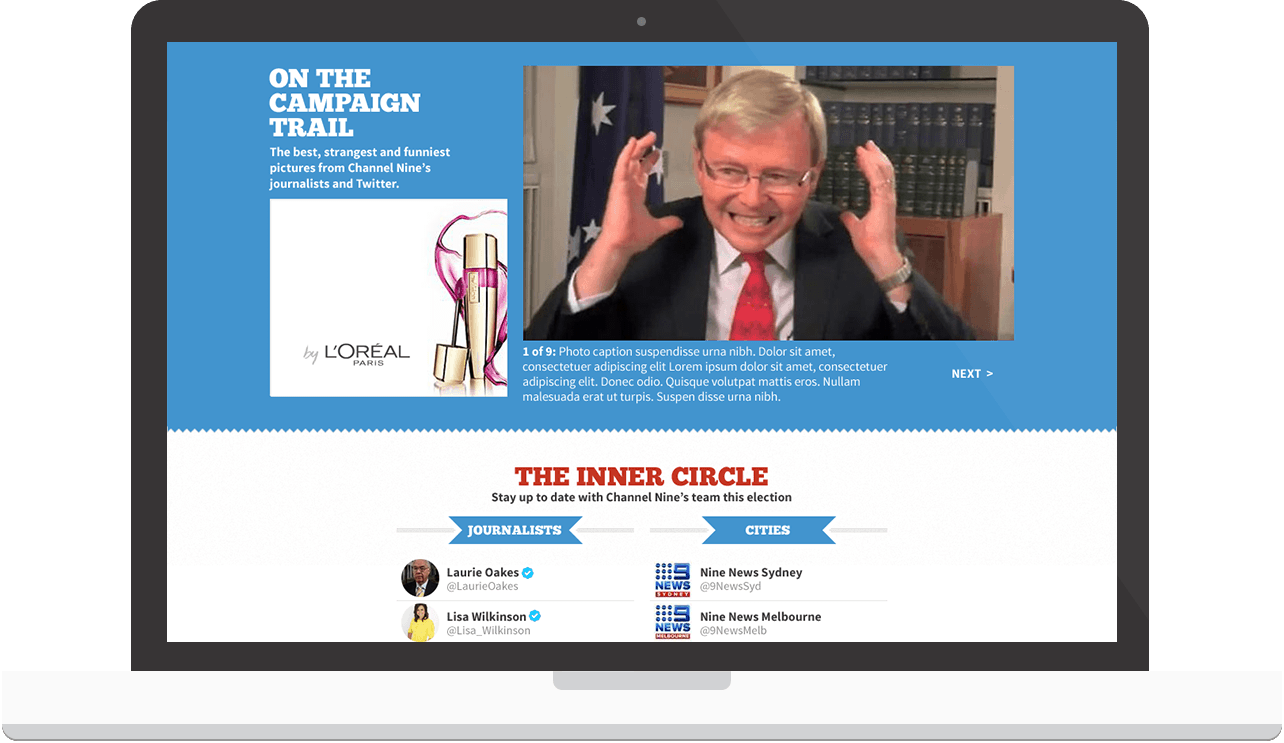 ON THE
CAMPAIGN
TRAIL
The best, strangest and funniest
pictures from Channel Nine's
journalists and Twitter.
by L'ORÉAL
PARIS
1 of 9: Photo caption suspendisse urna nibh. Dolor sit amet,
consectetuer adipiscing elit Lorem ipsum dolor sit amet, consectetuer
adipiscing elit. Donec odio. Quisque volutpat mattis eros. Nullam
malesuada erat ut turpis. Suspen disse urna nibh.
NEXT >
THE INNER CIRCLE
Stay up to date with Channel Nine's team this election
JOURNALISTS
Laurie Oakes
@LaurieOakes
Lisa Wilkinson
@Lisa_Wilkinson
CITIES
9 NEWS
SYDNEY
Nine News Sydney
@9NewsSyd
9 NEWS
MELBOURNE
Nine News Melbourne
@9NewsMelb